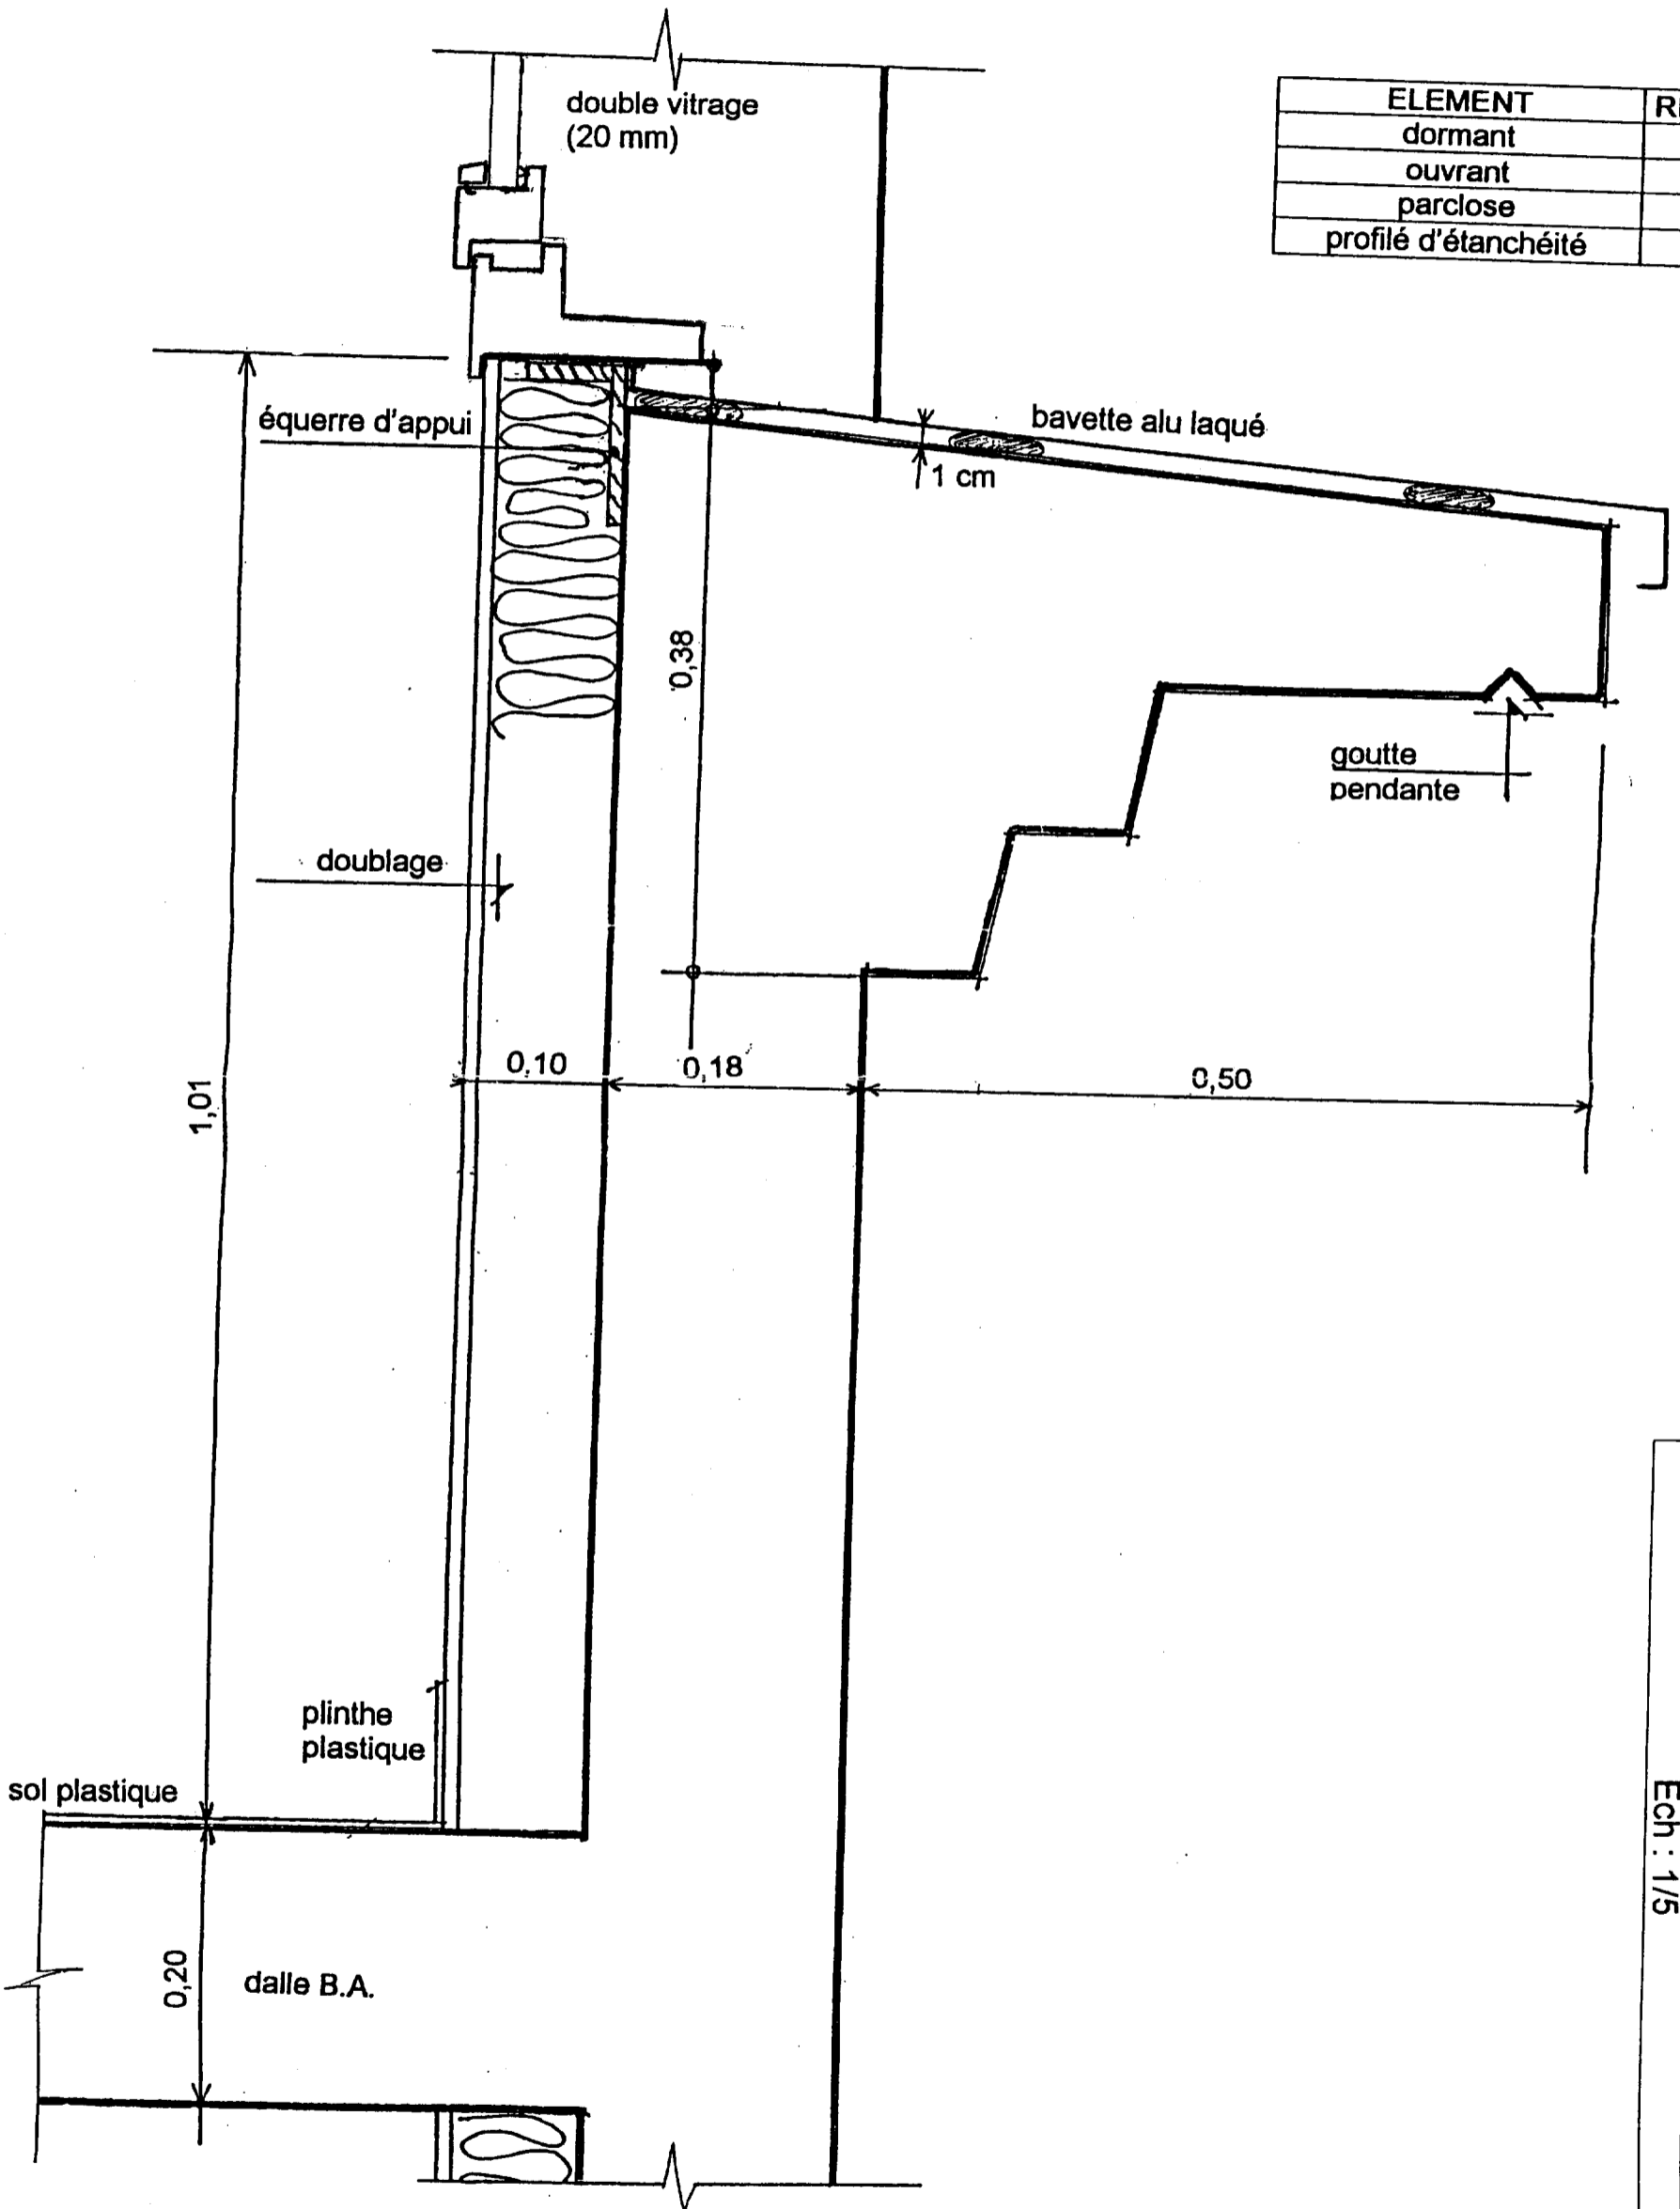 double vitrage
(20 mm)
ELEMENT
dormant
ouvrant
parclose
profilé d'étanchéité
équerre d'appui
bavette alu laqué
1 cm
0,38
goutte
pendante
doublage
0,10
0,18
0,50
1,01
plinthe
plastique
sol plastique
Ech : 1/5
0,20
dalle B.A.